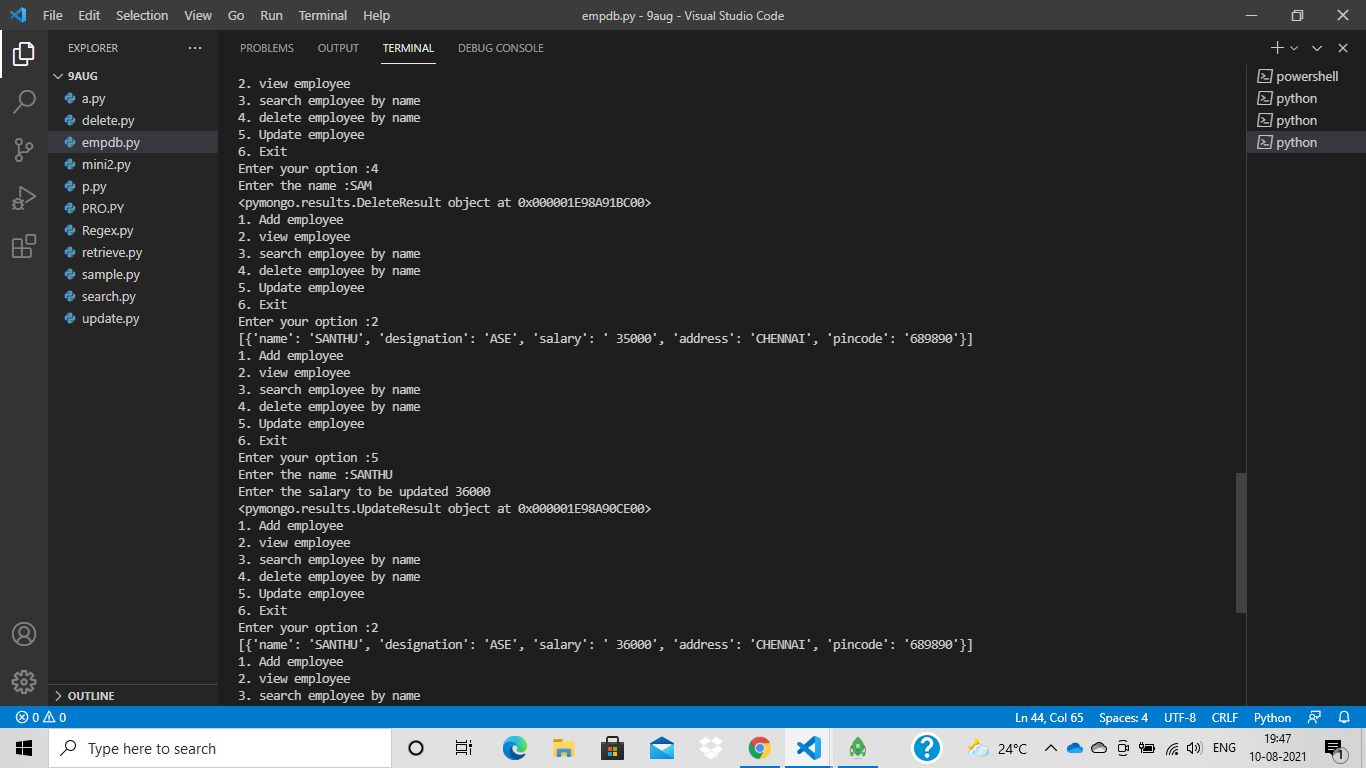 File Edit Selection View Go Run Terminal Help
empdb.py - 9aug - Visual Studio Code
EXPLORER
9AUG
a.py
delete.py
empdb.py
mini2.py
p.py
PRO.PY
Regex.py
retrieve.py
sample.py
search.py
update.py
OUTLINE
PROBLEMS OUTPUT TERMINAL DEBUG CONSOLE
2. view employee
3. search employee by name
4. delete employee by name
5. Update employee
6. Exit
Enter your option :4
Enter the name :SAM
<pymongo.results.DeleteResult object at 0x000001E98A91BC00>
1. Add employee
2. view employee
3. search employee by name
4. delete employee by name
5. Update employee
6. Exit
Enter your option :2
[{'name': 'SANTHU', 'designation': 'ASE', 'salary': ' 35000', 'address': 'CHENNAI', 'pincode': '689890'}]
1. Add employee
2. view employee
3. search employee by name
4. delete employee by name
5. Update employee
6. Exit
Enter your option :5
Enter the name :SANTHU
Enter the salary to be updated 36000
<pymongo.results.UpdateResult object at 0x000001E98A90CE00>
1. Add employee
2. view employee
3. search employee by name
4. delete employee by name
5. Update employee
6. Exit
Enter your option :2
[{'name': 'SANTHU', 'designation': 'ASE', 'salary': ' 36000', 'address': 'CHENNAI', 'pincode': '689890'}]
1. Add employee
2. view employee
3. search employee by name
powershell
python
python
python
0 0
Ln 44, Col 65 Spaces: 4 UTF-8 CRLF Python
Type here to search
24°C
ENG
19:47
10-08-2021
1